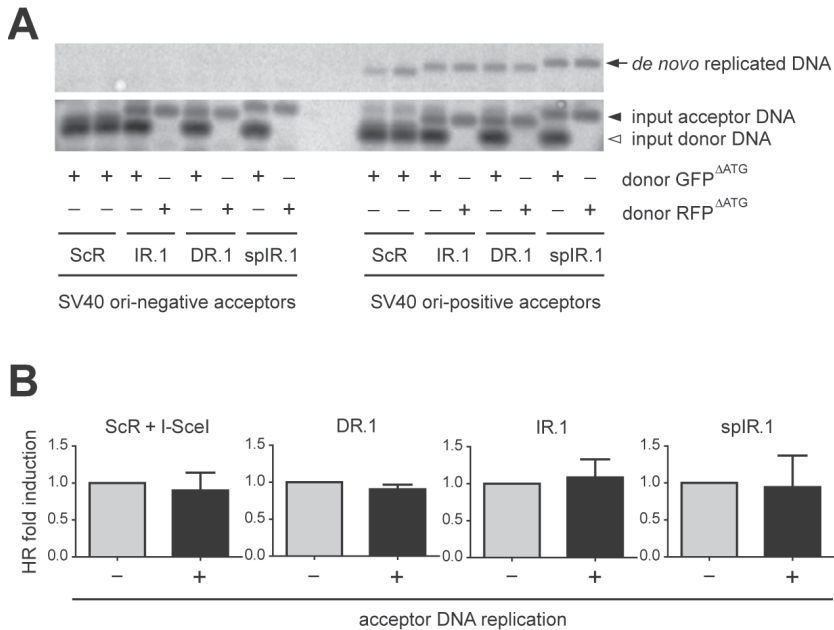 A
de novo replicated DNA
input acceptor DNA
input donor DNA
+ + + – + – + – + + + – + – + – donor GFP^ΔATG
– – – + – + – + – – – + – + – + donor RFP^ΔATG
ScR IR.1 DR.1 spIR.1 ScR IR.1 DR.1 spIR.1
SV40 ori-negative acceptors SV40 ori-positive acceptors
B
ScR + I-SceI DR.1 IR.1 spIR.1
HR fold induction
1.5 1.5 1.5 1.5
1.0 1.0 1.0 1.0
0.5 0.5 0.5 0.5
0.0 0.0 0.0 0.0
– + – + – + – +
acceptor DNA replication